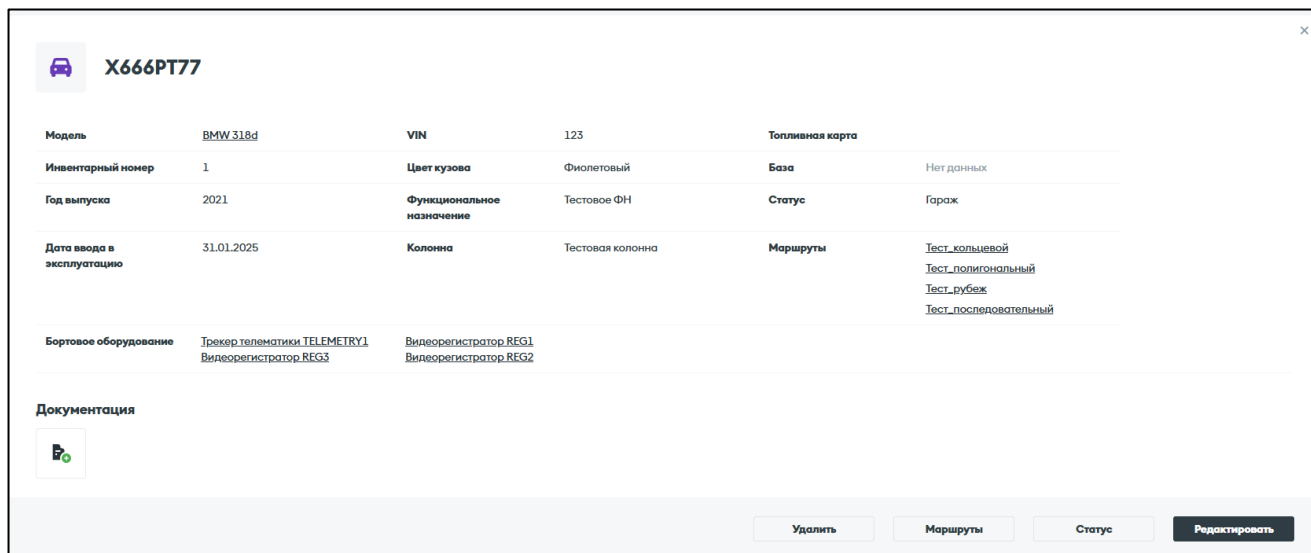 X666PT77
Модель BMW 318d VIN 123 Топливная карта
Инвентарный номер 1 Цвет кузова Фиолетовый База Нет данных
Год выпуска 2021 Функциональное назначение Тестовое ФН Статус Гараж
Дата ввода в эксплуатацию 31.01.2025 Колонна Тестовая колонна Маршруты Тест_кольцевой
Тест_полигональный
Тест_рубеж
Тест_последовательный
Бортовое оборудование Трекер телематики TELEMETRY1 Видеорегистратор REG1
Видеорегистратор REG3 Видеорегистратор REG2
Документация
Удалить Маршруты Статус Редактировать